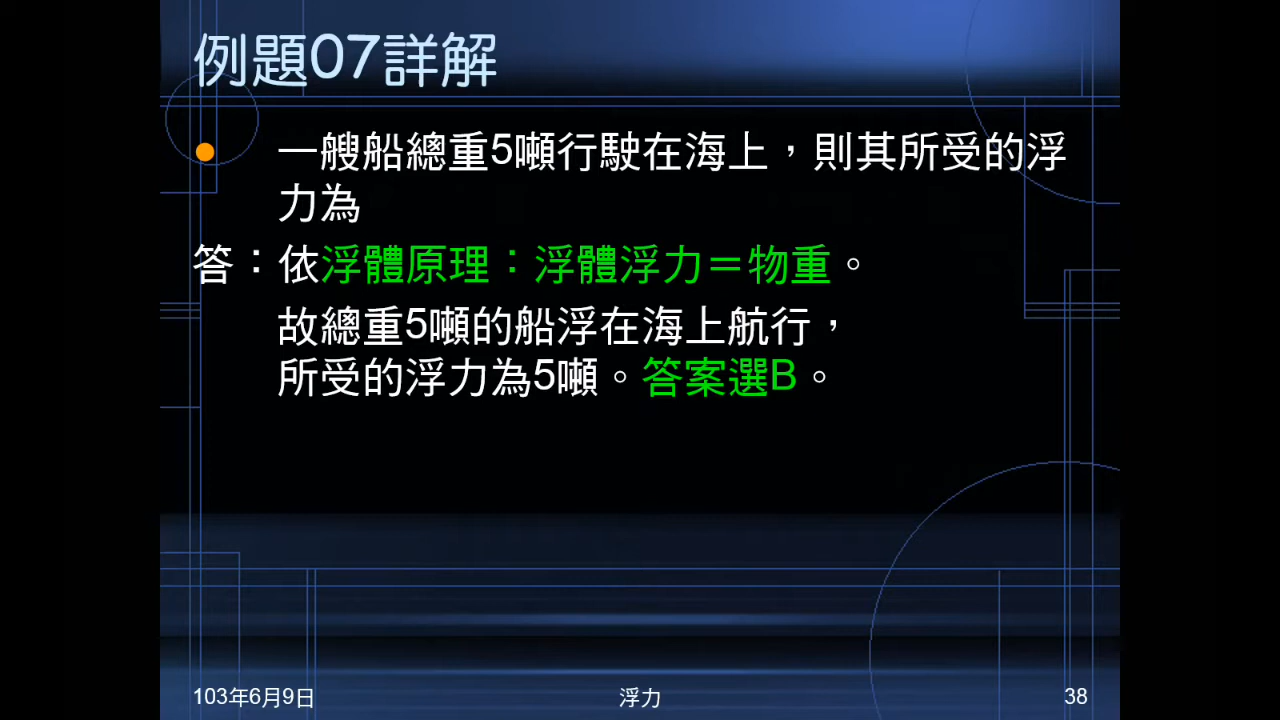 例題07詳解
一艘船總重5噸行駛在海上，則其所受的浮
力為
答：依浮體原理：浮體浮力＝物重。
故總重5噸的船浮在海上航行，
所受的浮力為5噸。答案選B。
103年6月9日
浮力
38